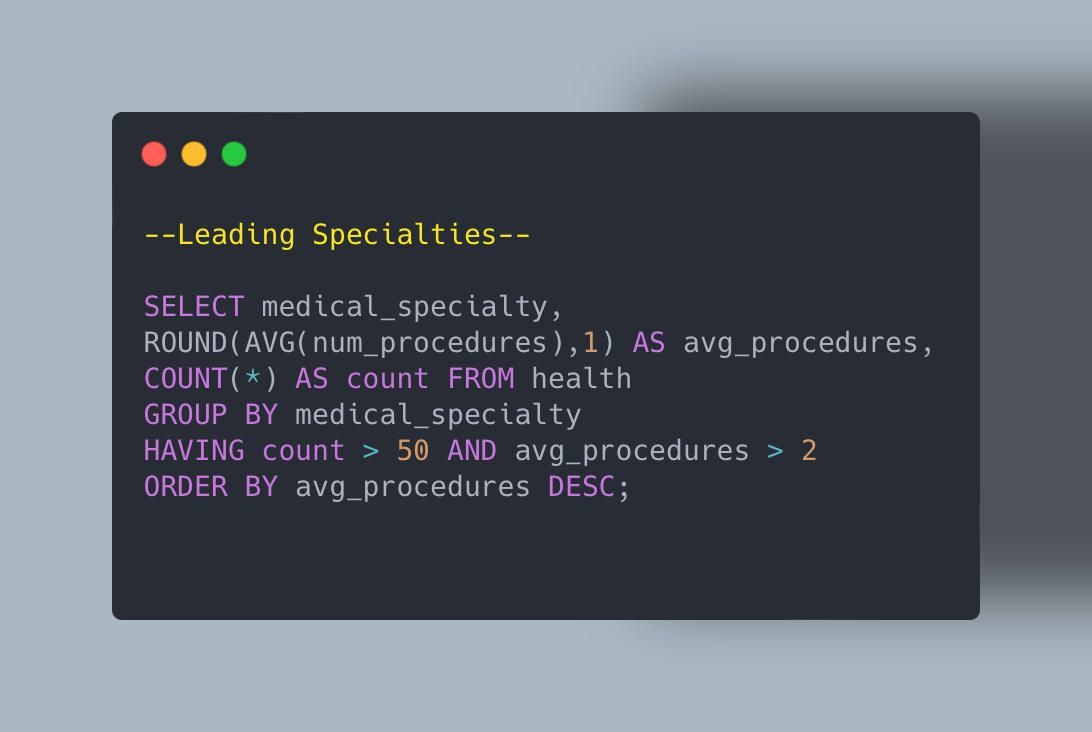 --Leading Specialties--
SELECT medical_specialty,
ROUND(AVG(num_procedures),1) AS avg_procedures,
COUNT(*) AS count FROM health
GROUP BY medical_specialty
HAVING count > 50 AND avg_procedures > 2
ORDER BY avg_procedures DESC;